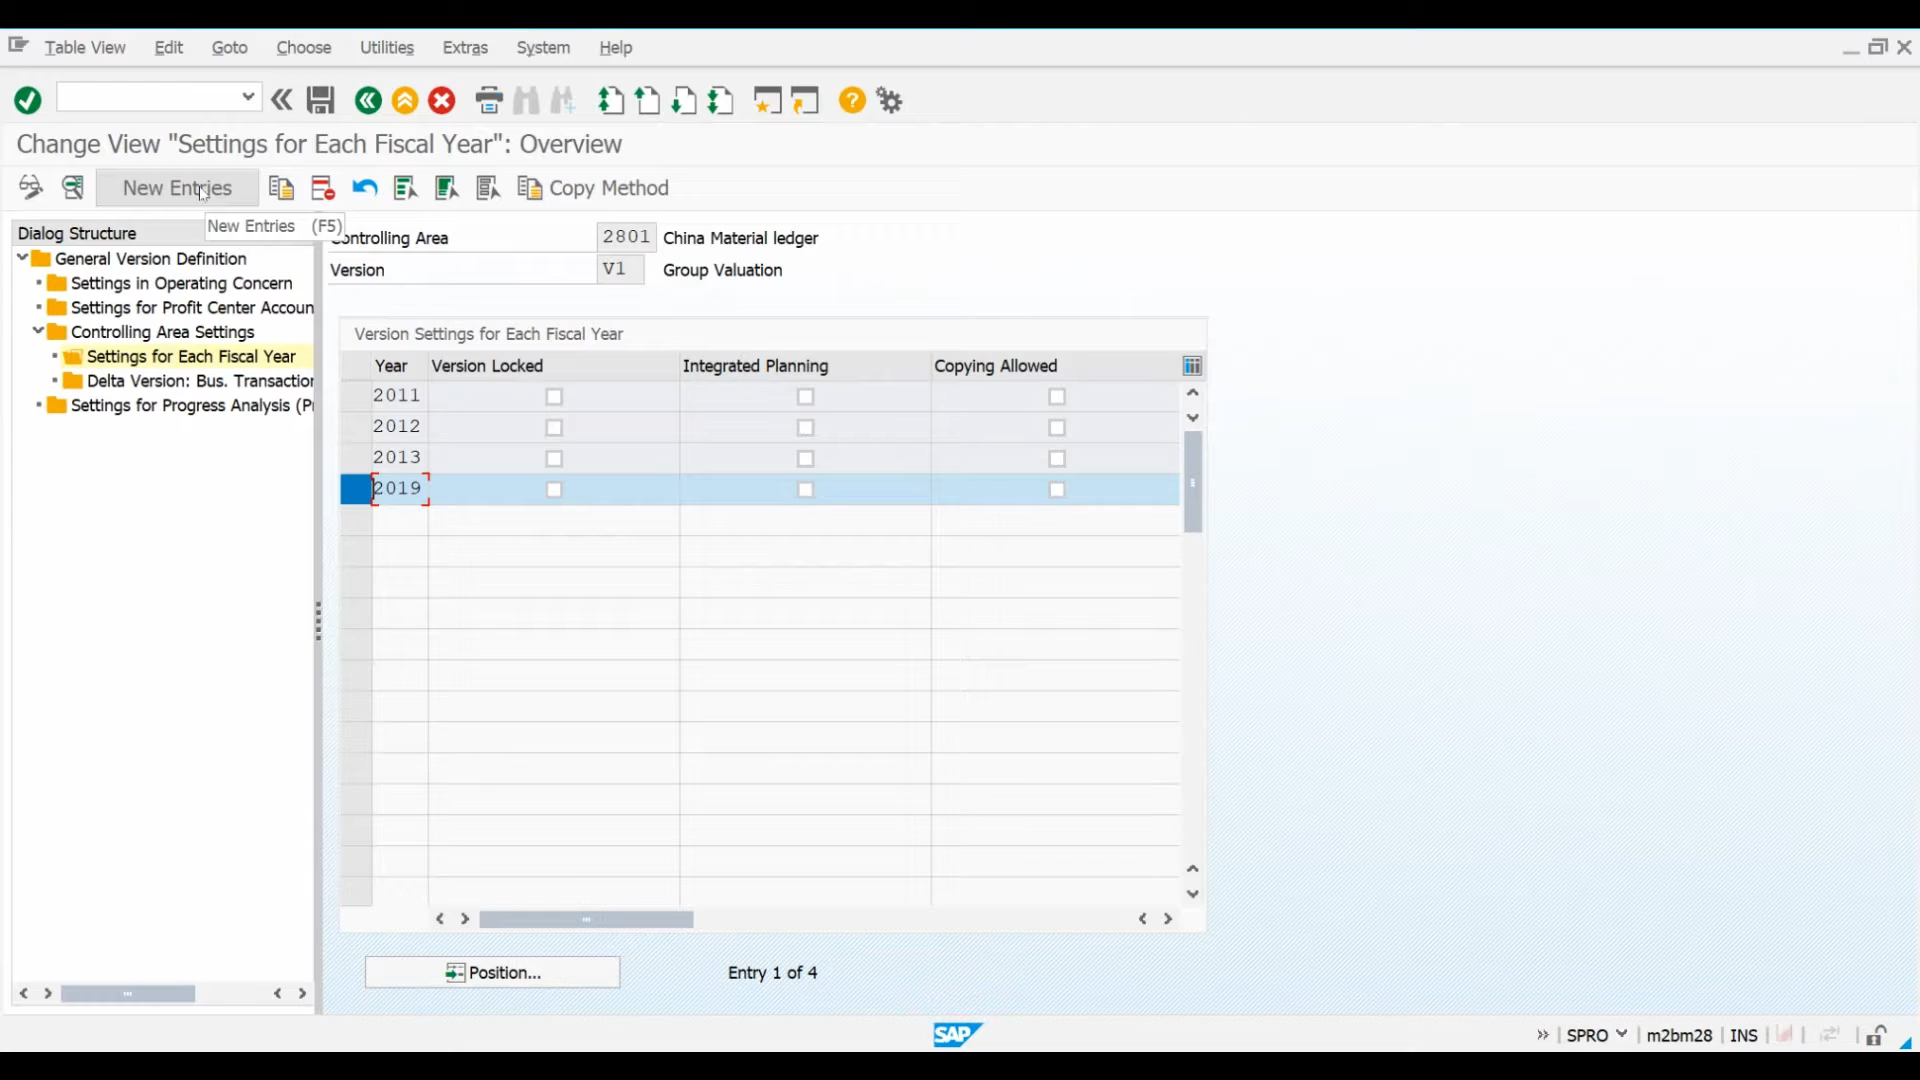 Table View Edit Goto Choose Utilities Extras System Help
Change View "Settings for Each Fiscal Year": Overview
New Entries Copy Method
New Entries (F5)
Dialog Structure
General Version Definition
Settings in Operating Concern
Settings for Profit Center Accoun
Controlling Area Settings
Settings for Each Fiscal Year
Delta Version: Bus. Transaction
Settings for Progress Analysis (Pr
ontrolling Area 2801 China Material ledger
Version V1 Group Valuation
Version Settings for Each Fiscal Year
Year Version Locked Integrated Planning Copying Allowed
2011
2012
2013
2019
Position... Entry 1 of 4
SAP
SPRO m2bm28 INS